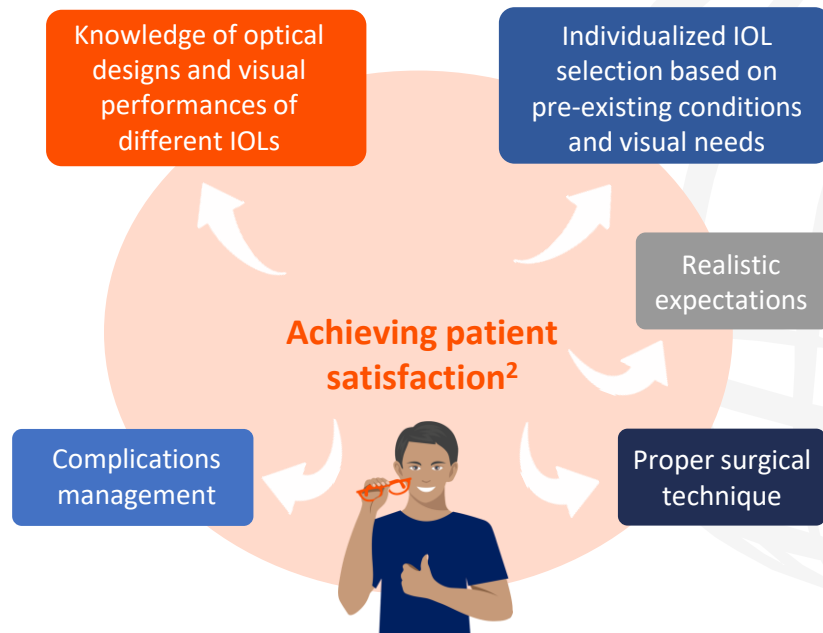 Knowledge of optical
designs and visual
performances of
different IOLs
Individualized IOL
selection based on
pre-existing conditions
and visual needs
Realistic
expectations
Achieving patient
satisfaction²
Complications
management
Proper surgical
technique